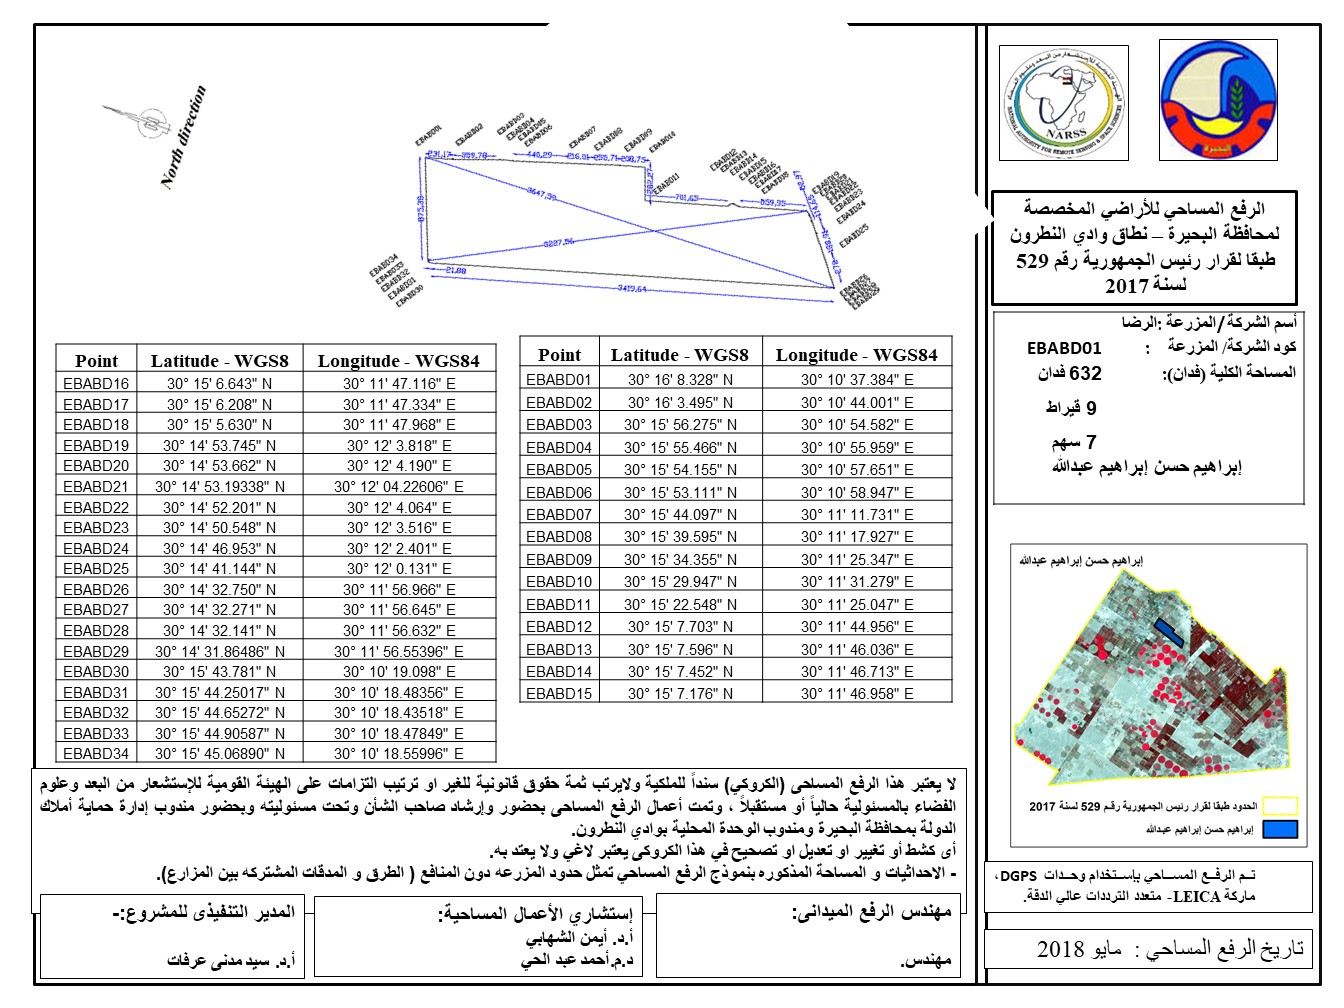 North direction
EBABD01
EBABD02
EBABD03
EBABD04
EBABD05
EBABD06
EBABD07
EBABD08
EBABD09
EBABD10
EBABD11
EBABD12
EBABD13
EBABD14
EBABD15
EBABD16
EBABD17
EBABD18
EBABD23
EBABD24
EBABD25
EBABD34
EBABD33
EBABD32
EBABD31
EBABD30
231,17
440,29
701,65
659,95
875,39
3647,39
3227,96
21,88
3419,64
NARSS
NATIONAL AUTHORITY FOR REMOTE SENSING & SPACE SCIENCES
البحيرة
الرفع المساحي للأراضي المخصصة
لمحافظة البحيرة – نطاق وادي النطرون
طبقا لقرار رئيس الجمهورية رقم 529
لسنة 2017
أسم الشركة /المزرعة :الرضا
كود الشركة/ المزرعة : EBABD01
المساحة الكلية (فدان): 632 فدان
9 قيراط
7 سهم
إبراهيم حسن إبراهيم عبدالله
Point Latitude - WGS8 Longitude - WGS84
EBABD16 30° 15' 6.643" N 30° 11' 47.116" E
EBABD17 30° 15' 6.208" N 30° 11' 47.334" E
EBABD18 30° 15' 5.630" N 30° 11' 47.968" E
EBABD19 30° 14' 53.745" N 30° 12' 3.818" E
EBABD20 30° 14' 53.662" N 30° 12' 4.190" E
EBABD21 30° 14' 53.19338" N 30° 12' 04.22606" E
EBABD22 30° 14' 52.201" N 30° 12' 4.064" E
EBABD23 30° 14' 50.548" N 30° 12' 3.516" E
EBABD24 30° 14' 46.953" N 30° 12' 2.401" E
EBABD25 30° 14' 41.144" N 30° 12' 0.131" E
EBABD26 30° 14' 32.750" N 30° 11' 56.966" E
EBABD27 30° 14' 32.271" N 30° 11' 56.645" E
EBABD28 30° 14' 32.141" N 30° 11' 56.632" E
EBABD29 30° 14' 31.86486" N 30° 11' 56.55396" E
EBABD30 30° 15' 43.781" N 30° 10' 19.098" E
EBABD31 30° 15' 44.25017" N 30° 10' 18.48356" E
EBABD32 30° 15' 44.65272" N 30° 10' 18.43518" E
EBABD33 30° 15' 44.90587" N 30° 10' 18.47849" E
EBABD34 30° 15' 45.06890" N 30° 10' 18.55996" E
Point Latitude - WGS8 Longitude - WGS84
EBABD01 30° 16' 8.328" N 30° 10' 37.384" E
EBABD02 30° 16' 3.495" N 30° 10' 44.001" E
EBABD03 30° 15' 56.275" N 30° 10' 54.582" E
EBABD04 30° 15' 55.466" N 30° 10' 55.959" E
EBABD05 30° 15' 54.155" N 30° 10' 57.651" E
EBABD06 30° 15' 53.111" N 30° 10' 58.947" E
EBABD07 30° 15' 44.097" N 30° 11' 11.731" E
EBABD08 30° 15' 39.595" N 30° 11' 17.927" E
EBABD09 30° 15' 34.355" N 30° 11' 25.347" E
EBABD10 30° 15' 29.947" N 30° 11' 31.279" E
EBABD11 30° 15' 22.548" N 30° 11' 25.047" E
EBABD12 30° 15' 7.703" N 30° 11' 44.956" E
EBABD13 30° 15' 7.596" N 30° 11' 46.036" E
EBABD14 30° 15' 7.452" N 30° 11' 46.713" E
EBABD15 30° 15' 7.176" N 30° 11' 46.958" E
إبراهيم حسن إبراهيم عبدالله
الحدود طبقا لقرار رئيس الجمهورية رقم 529 لسنة 2017
إبراهيم حسن إبراهيم عبدالله
لا يعتبر هذا الرفع المساحى (الكروكي) سنداً للملكية ولايرتب ثمة حقوق قانونية للغير او ترتيب التزامات على الهيئة القومية للإستشعار من البعد وعلوم
الفضاء بالمسئولية حالياً أو مستقبلاً ، وتمت أعمال الرفع المساحى بحضور وإرشاد صاحب الشأن وتحت مسئوليته وبحضور مندوب إدارة حماية أملاك
الدولة بمحافظة البحيرة ومندوب الوحدة المحلية بوادي النطرون.
أى كشط أو تغيير او تعديل او تصحيح في هذا الكروكى يعتبر لاغي ولا يعتد به.
- الاحداثيات و المساحة المذكوره بنموذج الرفع المساحي تمثل حدود المزرعه دون المنافع ( الطرق و المدقات المشتركه بين المزارع).
تم الرفع المساحي بإستخدام وحدات DGPS،
ماركة LEICA- متعدد الترددات عالي الدقة.
مهندس الرفع الميدانى:
مهندس.
إستشاري الأعمال المساحية:
أ.د. أيمن الشهابي
د.م.أحمد عبد الحي
المدير التنفيذى للمشروع:-
أ.د. سيد مدنى عرفات
تاريخ الرفع المساحي : مايو 2018